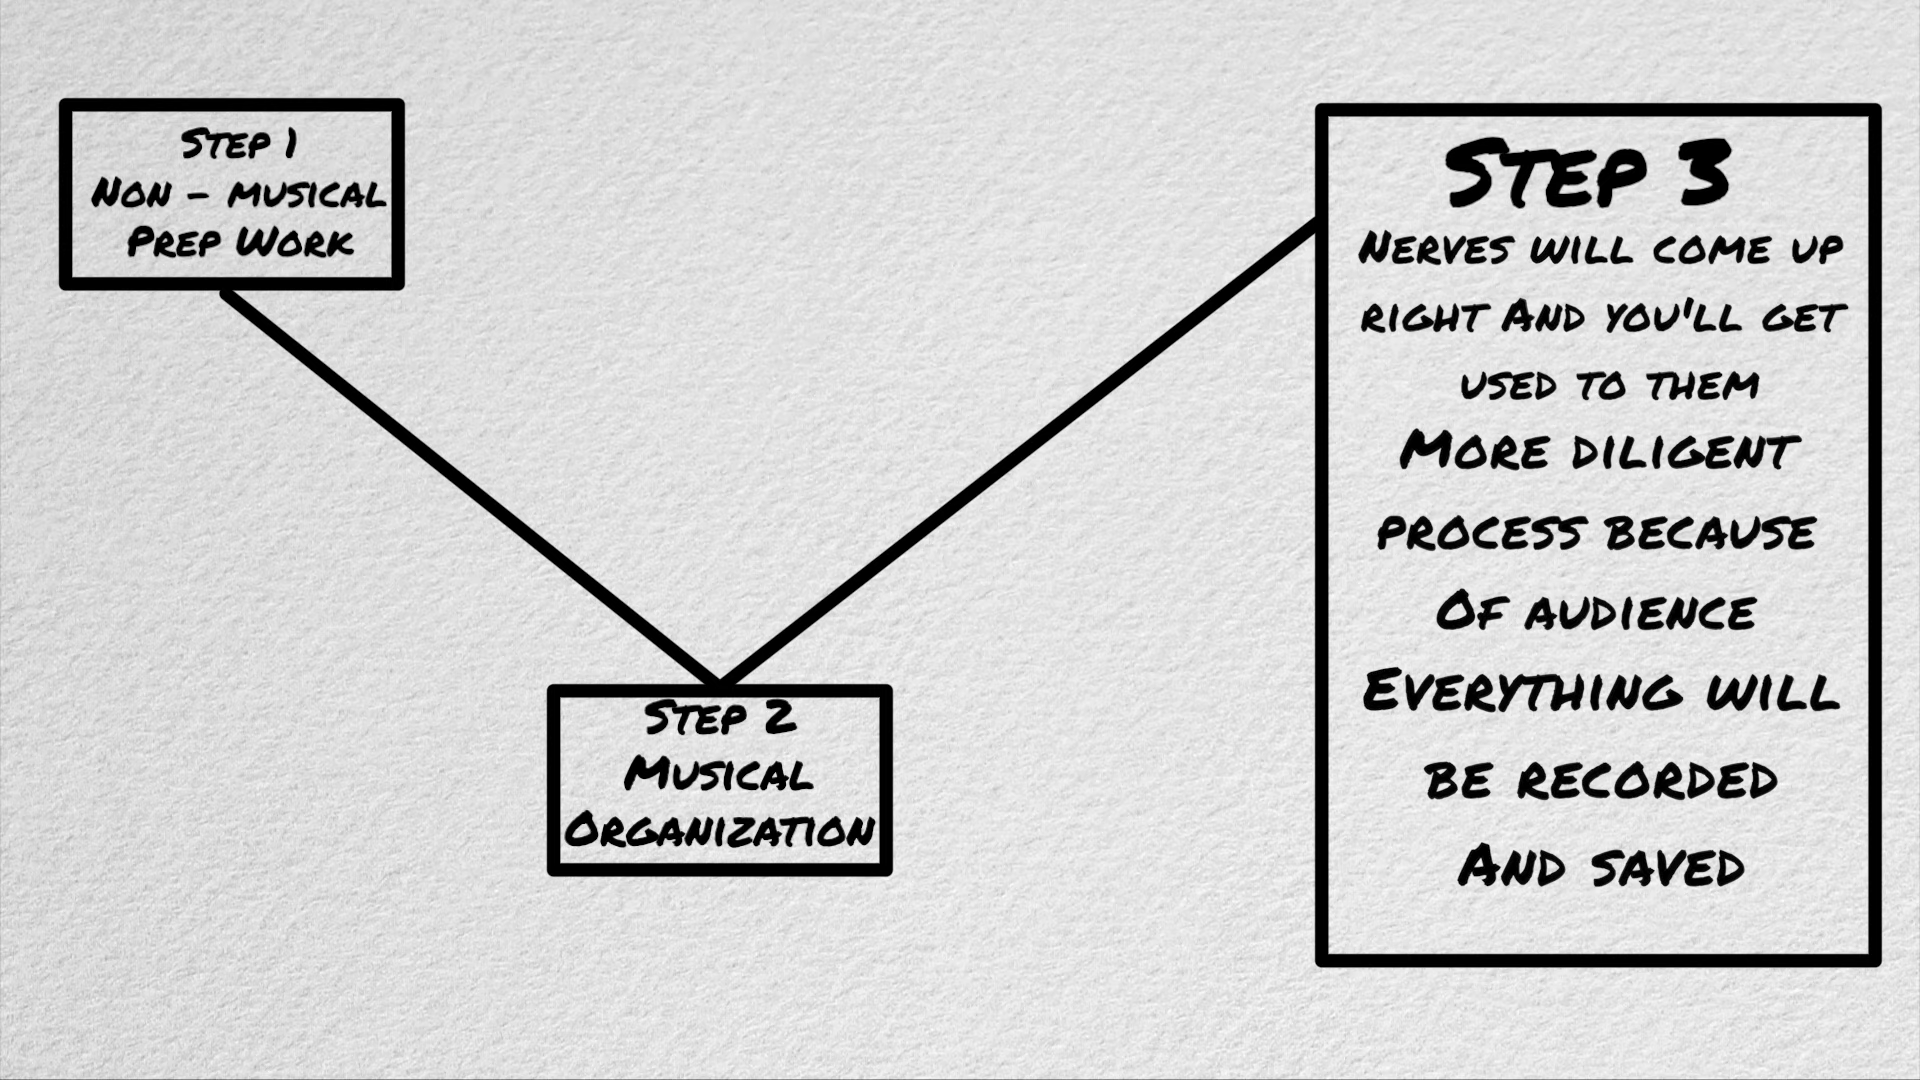 Step 1
Non - musical
Prep Work
Step 2
Musical
Organization
Step 3
Nerves will come up
right And you'll get
used to them
More diligent
process because
Of audience
Everything will
be recorded
And saved